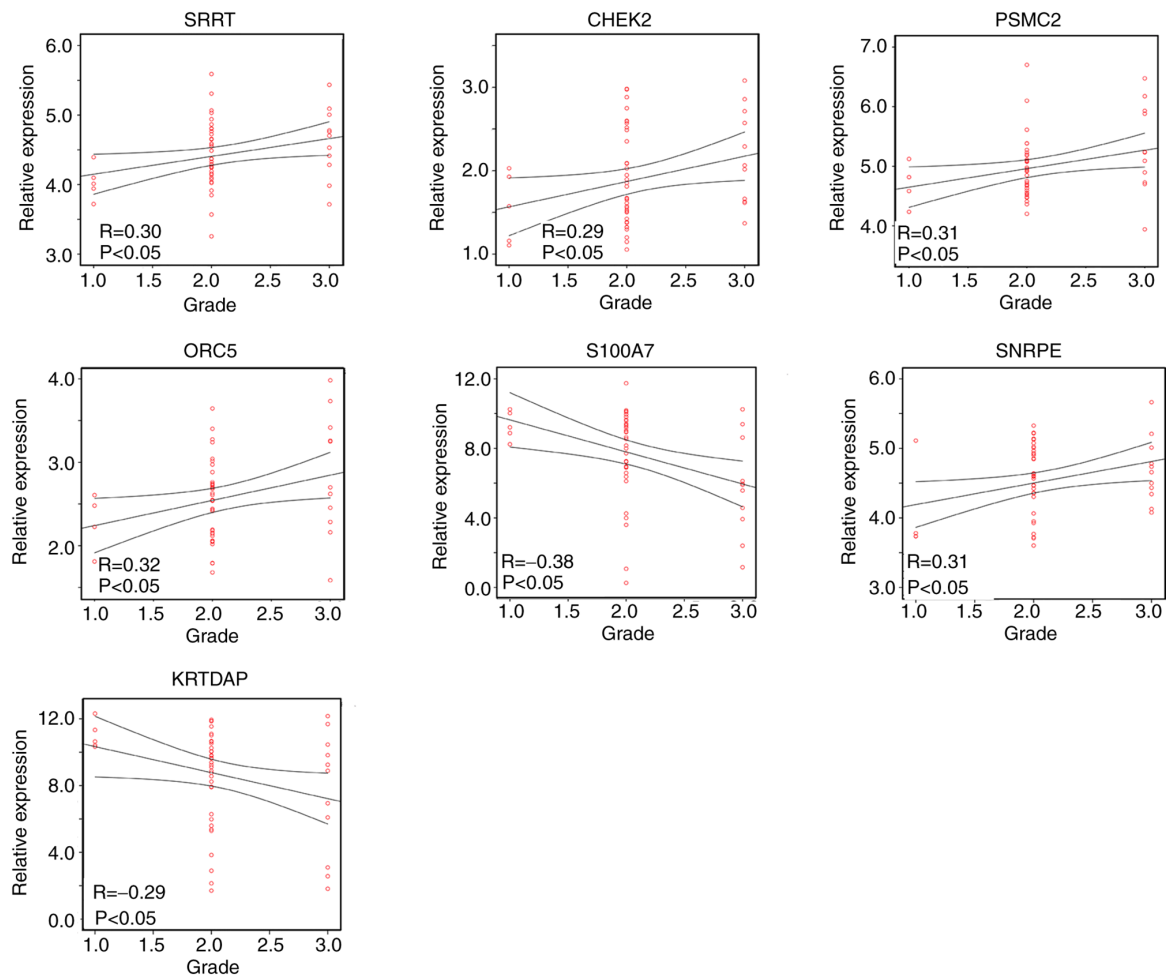 SRRT
Relative expression
6.0
5.0
4.0
3.0
R=0.30
P<0.05
1.0 1.5 2.0 2.5 3.0
Grade
CHEK2
Relative expression
3.0
2.0
1.0
R=0.29
P<0.05
1.0 1.5 2.0 2.5 3.0
Grade
PSMC2
Relative expression
7.0
6.0
5.0
4.0
R=0.31
P<0.05
1.0 1.5 2.0 2.5 3.0
Grade
ORC5
Relative expression
4.0
3.0
2.0
R=0.32
P<0.05
1.0 1.5 2.0 2.5 3.0
Grade
S100A7
Relative expression
12.0
8.0
4.0
0.0
R=−0.38
P<0.05
1.0 1.5 2.0 2.5 3.0
Grade
SNRPE
Relative expression
6.0
5.0
4.0
3.0
R=0.31
P<0.05
1.0 1.5 2.0 2.5 3.0
Grade
KRTDAP
Relative expression
12.0
8.0
4.0
0.0
R=−0.29
P<0.05
1.0 1.5 2.0 2.5 3.0
Grade